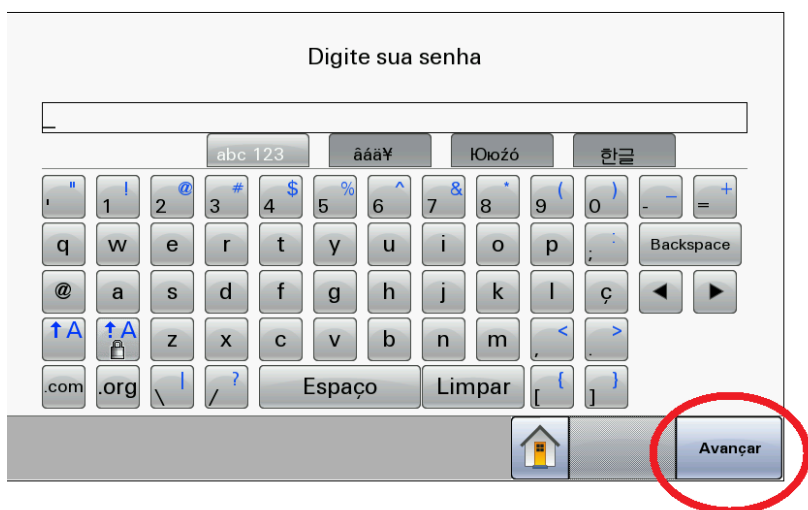 Digite sua senha
_
abc 123 âáä¥ Ююźó 한글
' " 1 ! 2 @ 3 # 4 $ 5 % 6 ^ 7 & 8 * 9 ( 0 ) - _ = +
q w e r t y u i o p ; : Backspace
@ a s d f g h j k l ç ◀ ▶
↑A ↑A z x c v b n m , < . >
.com .org \ | / ? Espaço Limpar [ { ] }
Avançar